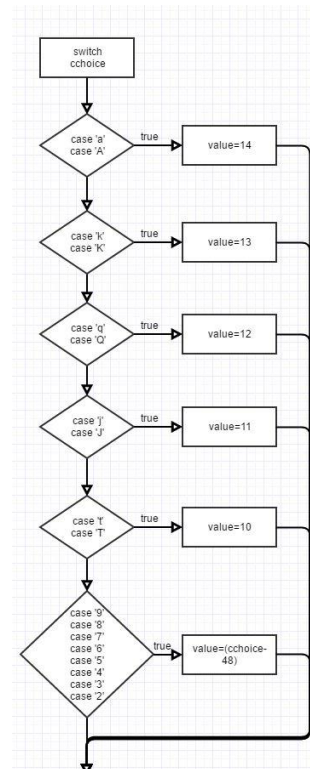 switch
cchoice
case 'a'
case 'A'
true
value=14
case 'k'
case 'K'
true
value=13
case 'q'
case 'Q'
true
value=12
case 'j'
case 'J'
true
value=11
case 't'
case 'T'
true
value=10
case '9'
case '8'
case '7'
case '6'
case '5'
case '4'
case '3'
case '2'
true
value=(cchoice-
48)